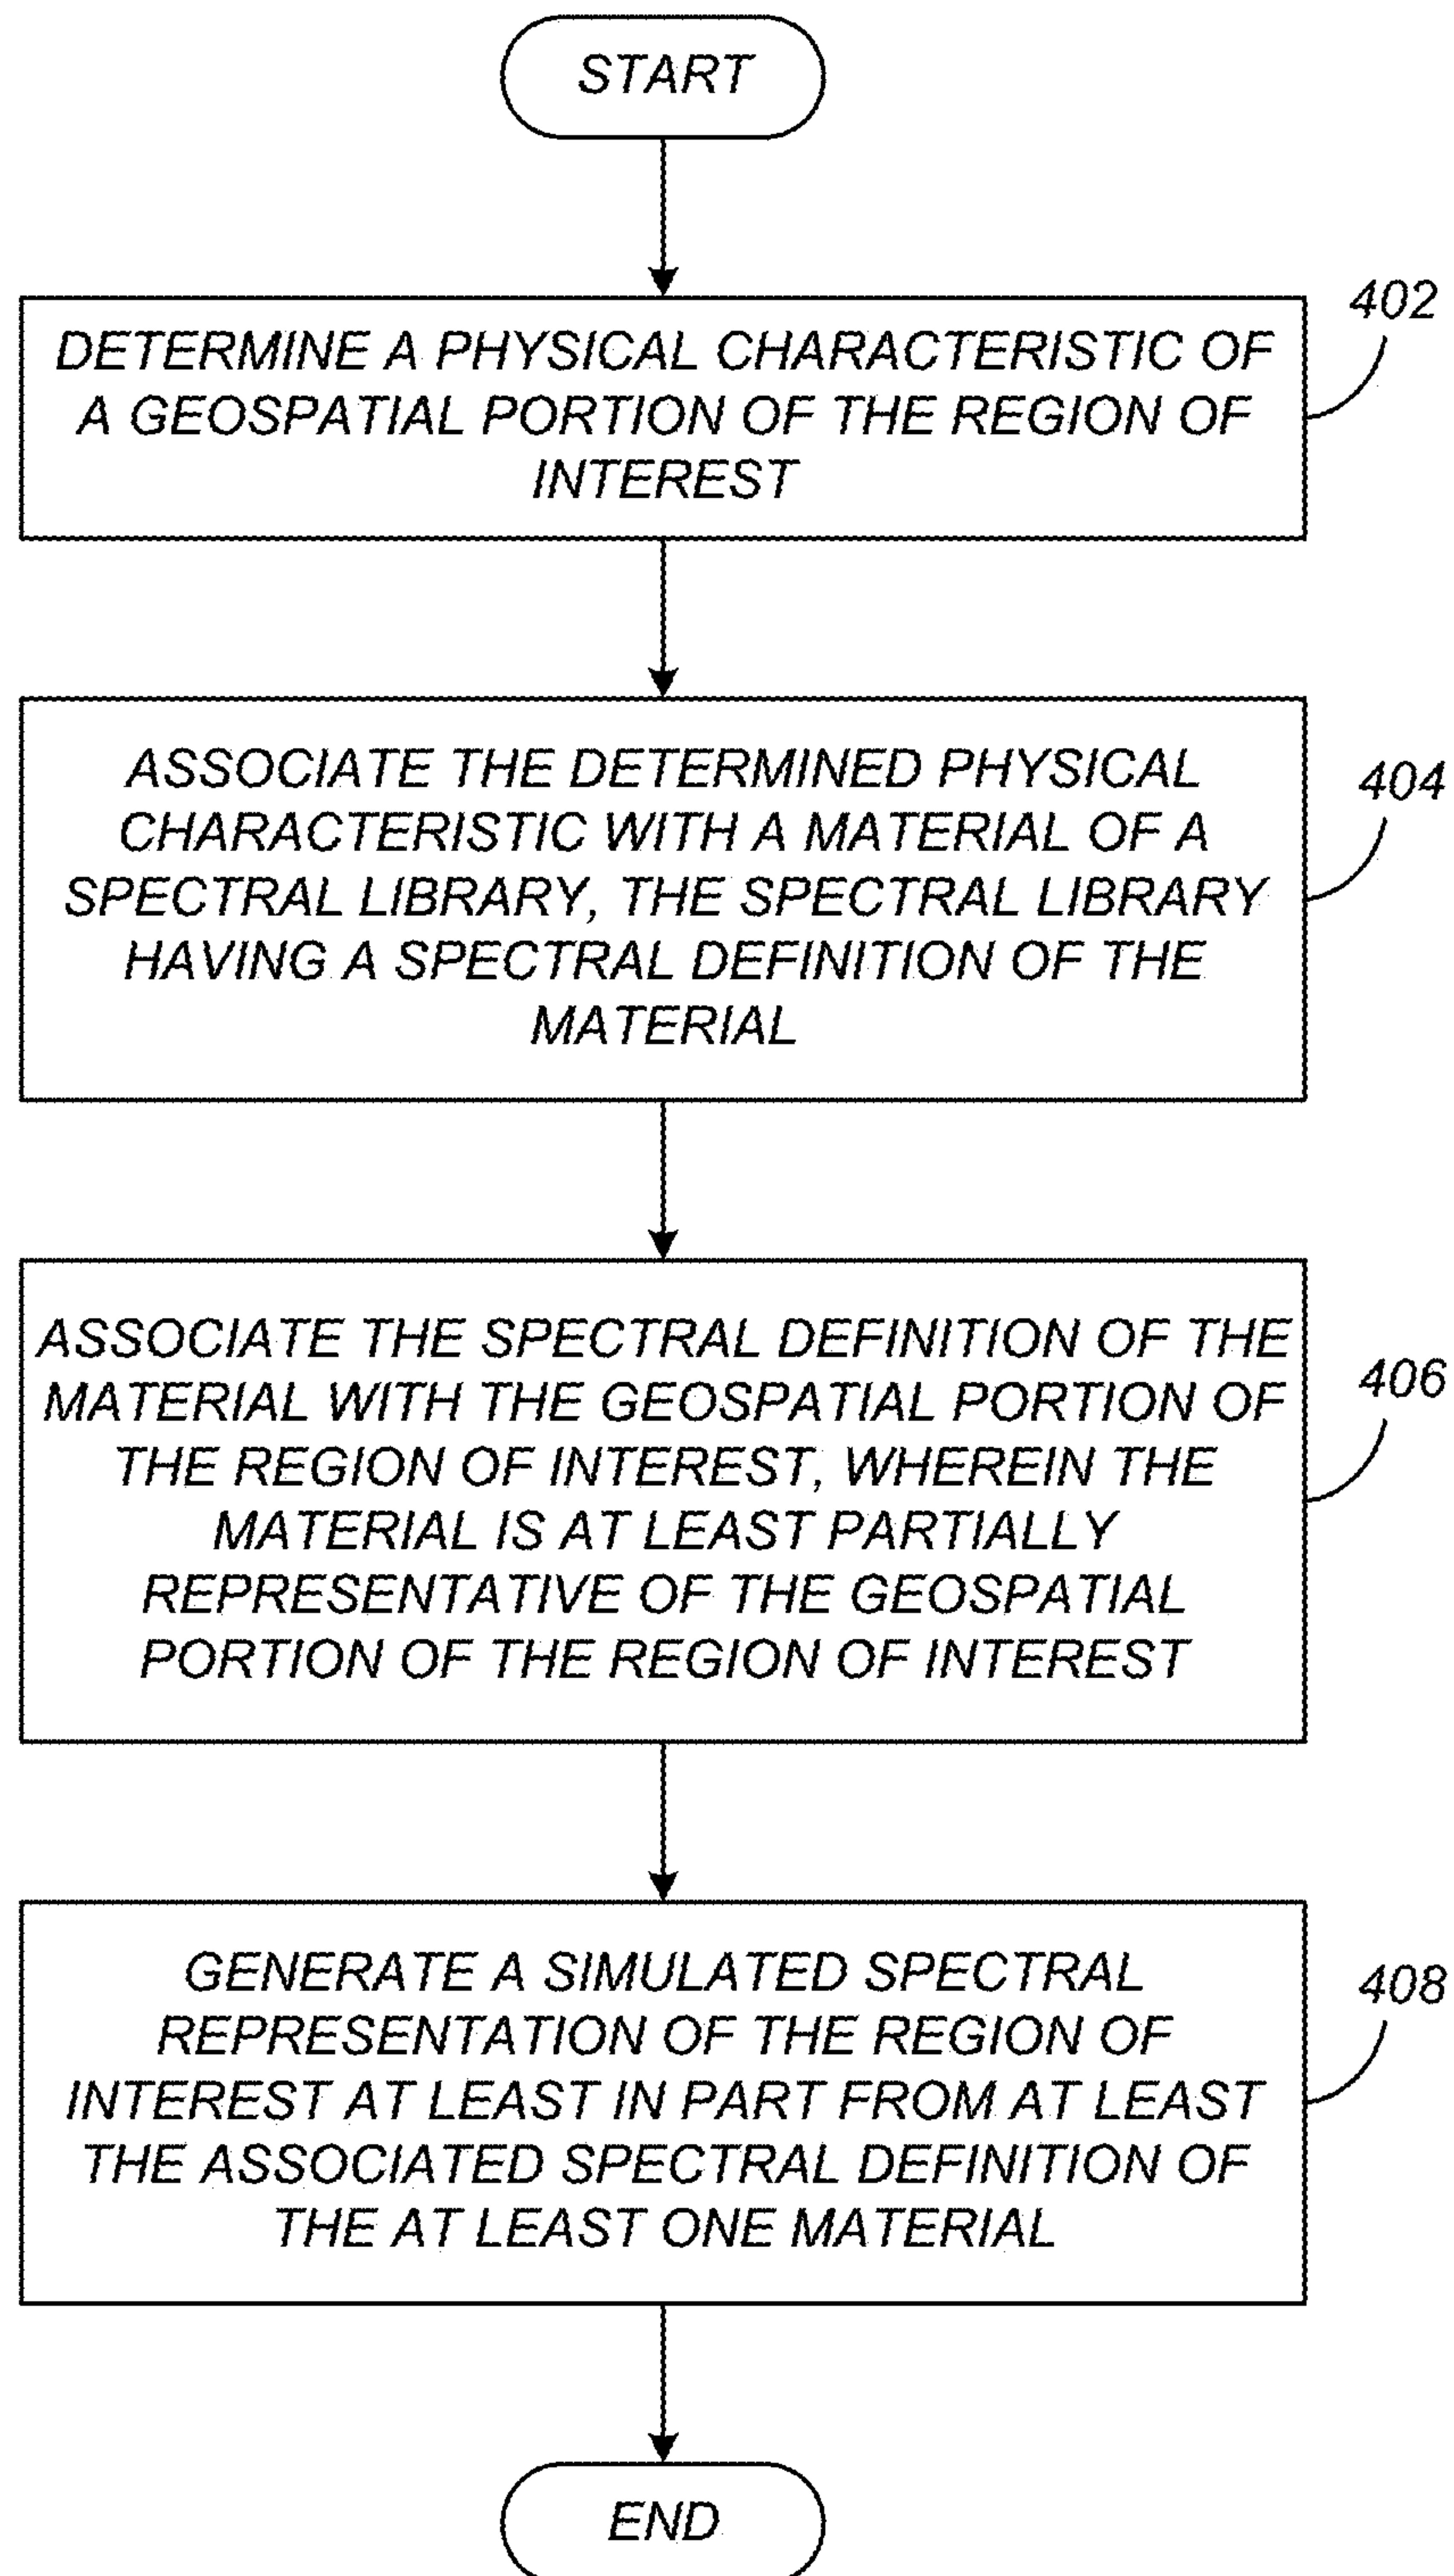 START
402
DETERMINE A PHYSICAL CHARACTERISTIC OF
A GEOSPATIAL PORTION OF THE REGION OF
INTEREST
404
ASSOCIATE THE DETERMINED PHYSICAL
CHARACTERISTIC WITH A MATERIAL OF A
SPECTRAL LIBRARY, THE SPECTRAL LIBRARY
HAVING A SPECTRAL DEFINITION OF THE
MATERIAL
406
ASSOCIATE THE SPECTRAL DEFINITION OF THE
MATERIAL WITH THE GEOSPATIAL PORTION OF
THE REGION OF INTEREST, WHEREIN THE
MATERIAL IS AT LEAST PARTIALLY
REPRESENTATIVE OF THE GEOSPATIAL
PORTION OF THE REGION OF INTEREST
408
GENERATE A SIMULATED SPECTRAL
REPRESENTATION OF THE REGION OF
INTEREST AT LEAST IN PART FROM AT LEAST
THE ASSOCIATED SPECTRAL DEFINITION OF
THE AT LEAST ONE MATERIAL
END